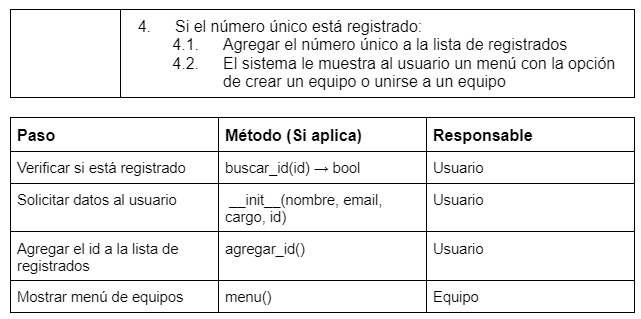 4. Si el número único está registrado:
4.1. Agregar el número único a la lista de registrados
4.2. El sistema le muestra al usuario un menú con la opción
de crear un equipo o unirse a un equipo
Paso Método (Si aplica) Responsable
Verificar si está registrado buscar_id(id) → bool Usuario
Solicitar datos al usuario __init__(nombre, email, Usuario
cargo, id)
Agregar el id a la lista de agregar_id() Usuario
registrados
Mostrar menú de equipos menu() Equipo